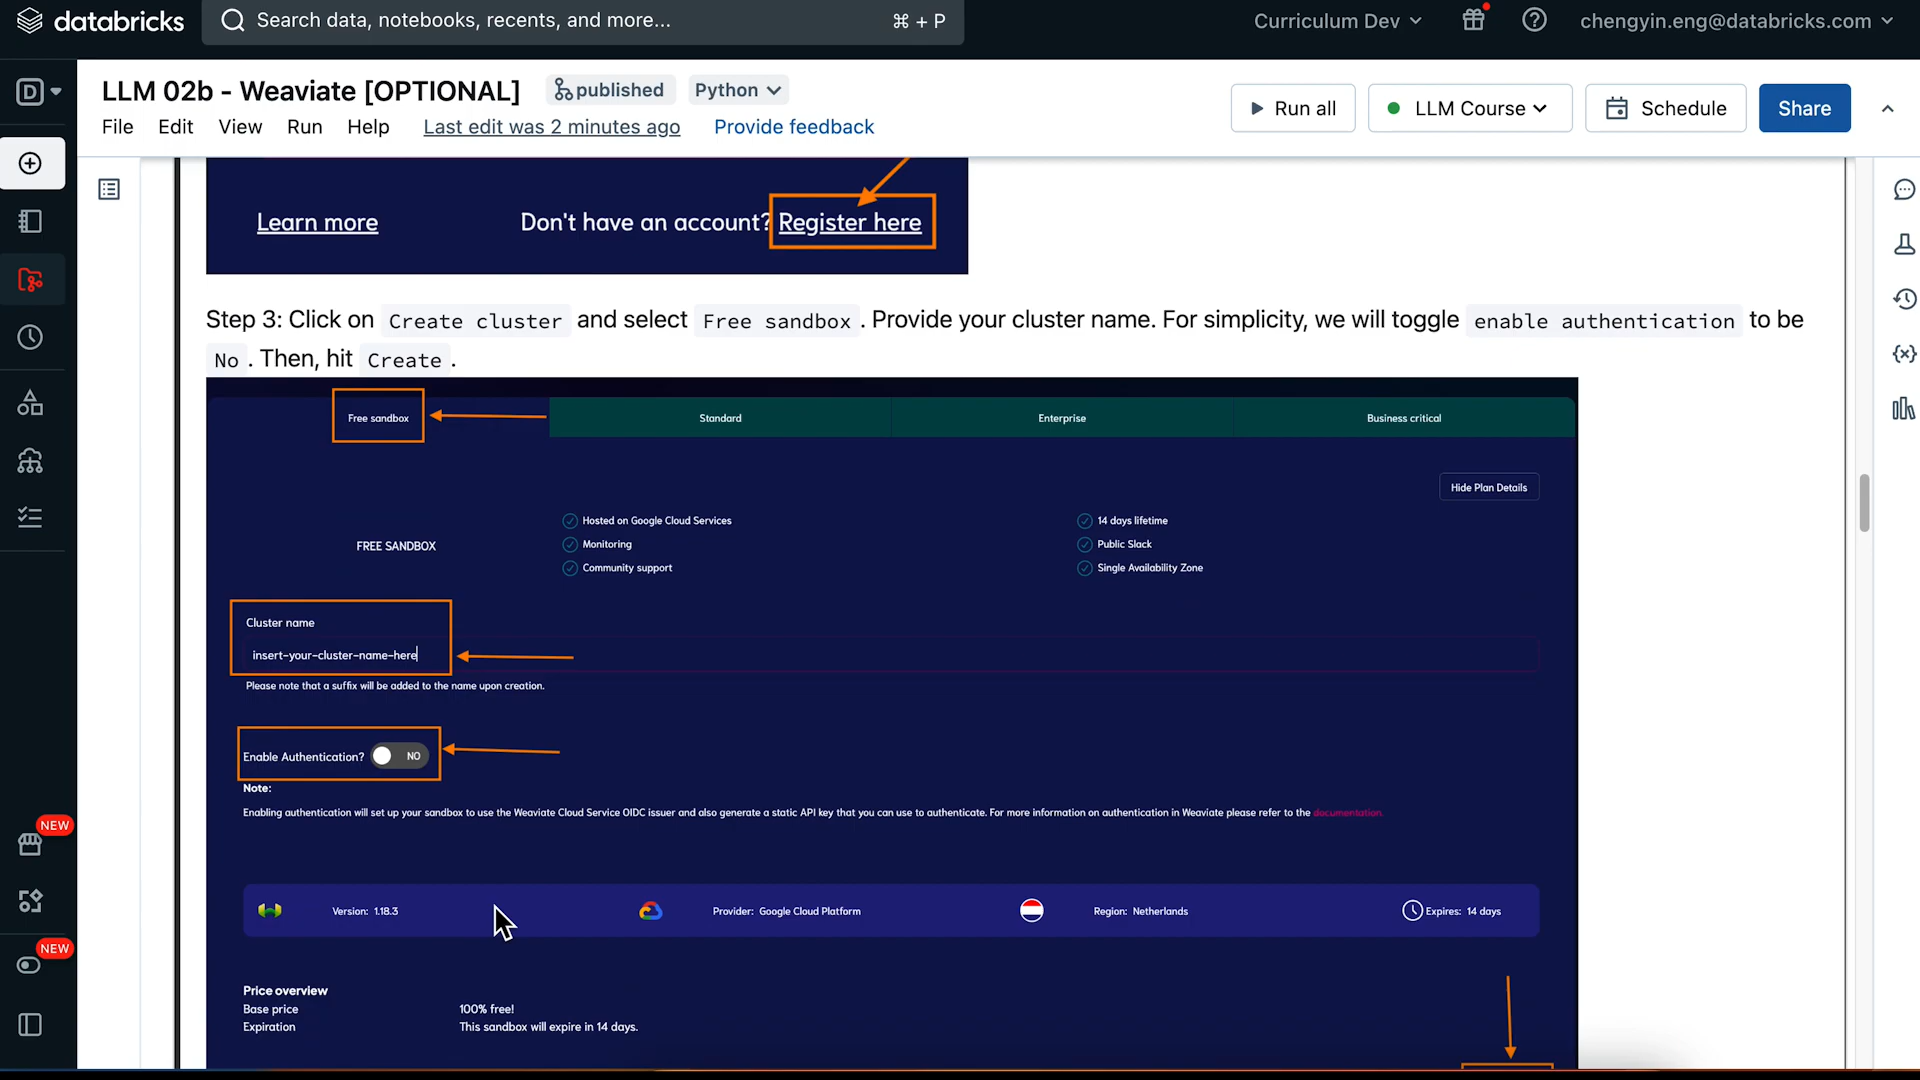 databricks
Search data, notebooks, recents, and more...
⌘ + P
Curriculum Dev
chengyin.eng@databricks.com
D
LLM 02b - Weaviate [OPTIONAL]
published
Python
File
Edit
View
Run
Help
Last edit was 2 minutes ago
Provide feedback
Run all
LLM Course
Schedule
Share
Learn more
Don't have an account? Register here
Step 3: Click on Create cluster and select Free sandbox. Provide your cluster name. For simplicity, we will toggle enable authentication to be
No. Then, hit Create.
Free sandbox
Standard
Enterprise
Business critical
Hide Plan Details
FREE SANDBOX
Hosted on Google Cloud Services
Monitoring
Community support
14 days lifetime
Public Slack
Single Availability Zone
Cluster name
insert-your-cluster-name-here
Please note that a suffix will be added to the name upon creation.
Enable Authentication?
NO
Note:
Enabling authentication will set up your sandbox to use the Weaviate Cloud Service OIDC issuer and also generate a static API key that you can use to authenticate. For more information on authentication in Weaviate please refer to the documentation.
Version: 1.18.3
Provider: Google Cloud Platform
Region: Netherlands
Expires: 14 days
Price overview
Base price
100% free!
Expiration
This sandbox will expire in 14 days.
NEW
NEW